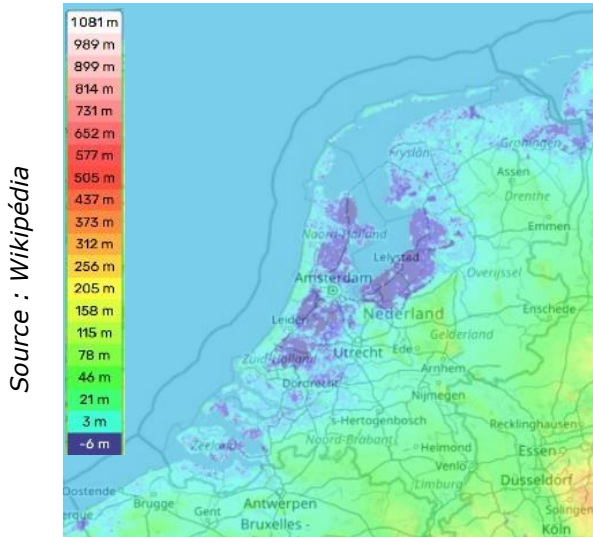 1 081 m
989 m
899 m
814 m
731 m
652 m
577 m
505 m
437 m
373 m
312 m
256 m
205 m
158 m
115 m
78 m
46 m
21 m
3 m
-6 m
Source : Wikipédia
Groningen
Fryslân
Assen
Drenthe
Emmen
Noord-Holland
Lelystad
Amsterdam
Overijssel
Nederland
Enschede
Leiden
Gelderland
Utrecht
Ede
Zuid-Holland
Arnhem
Dordrecht
Nijmegen
's-Hertogenbosch
Recklinghausen
Zeeland
Noord-Brabant
Helmond
Essen
Venlo
Limburg
Düsseldorf
Oostende
Brugge
Antwerpen
Solingen
erque
Gent
Bruxelles -
Köln